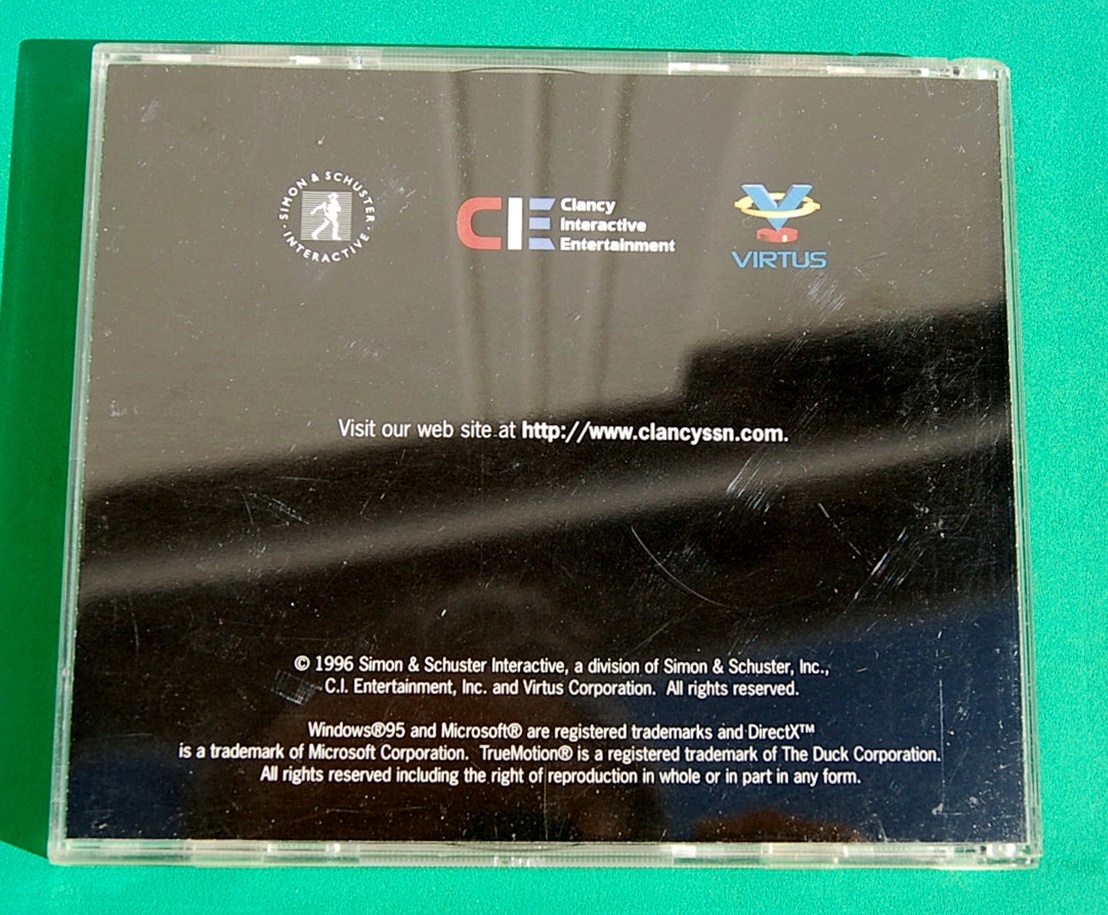 SIMON & SCHUSTER · INTERACTIVE ·
CIE Clancy
Interactive
Entertainment
VIRTUS
Visit our web site at http://www.clancyssn.com.
© 1996 Simon & Schuster Interactive, a division of Simon & Schuster, Inc.,
C.I. Entertainment, Inc. and Virtus Corporation. All rights reserved.
Windows®95 and Microsoft® are registered trademarks and DirectX™
is a trademark of Microsoft Corporation. TrueMotion® is a registered trademark of The Duck Corporation.
All rights reserved including the right of reproduction in whole or in part in any form.